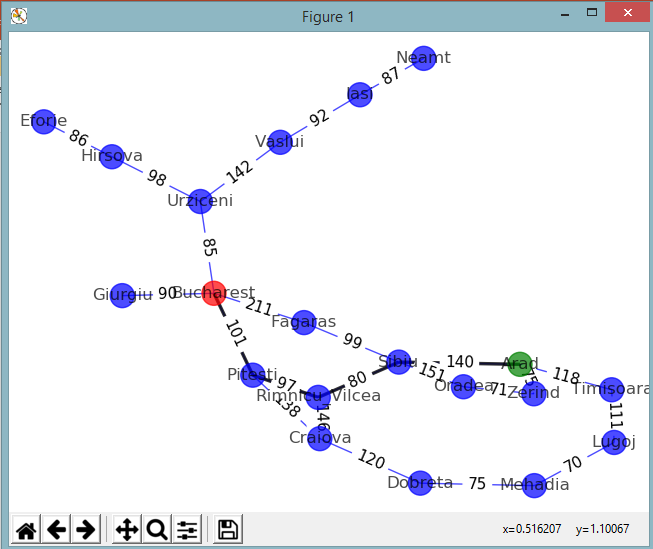 Figure 1
Neamt
87
Iasi
92
Eforie
86
Vaslui
Hirsova
142
98
Urziceni
85
Giurgiu
90
Bucharest
211
Fagaras
101
99
Sibiu
140
Arad
151
118
75
Pitesti
97
80
Oradea
71
Zerind
Timisoara
Rimnicu Vilcea
138
146
111
Craiova
Lugoj
120
70
Dobreta
75
Mehadia
x=0.516207 y=1.10067